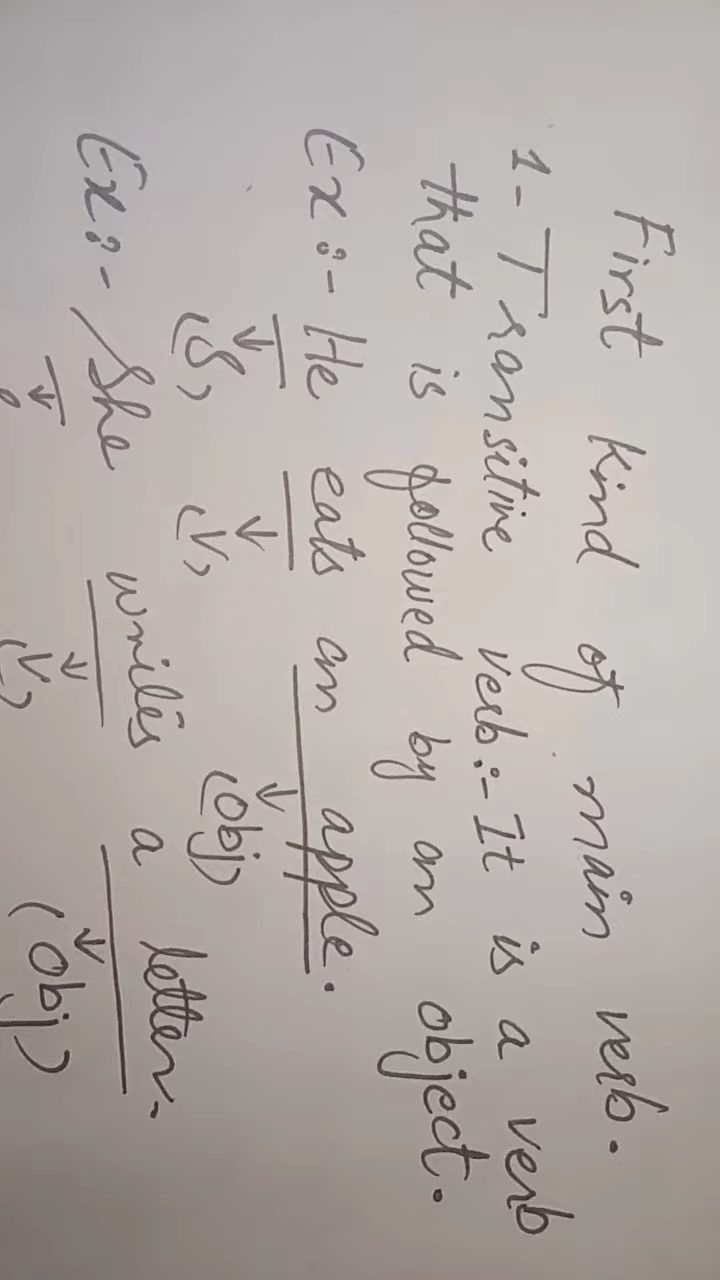 First kind of main verb.
1- Transitive verb:- It is a verb
that is followed by an object.
Ex:- He eats an apple.
(S) (V) (Obj)
Ex:- She writes a letter.
(V) (Obj)